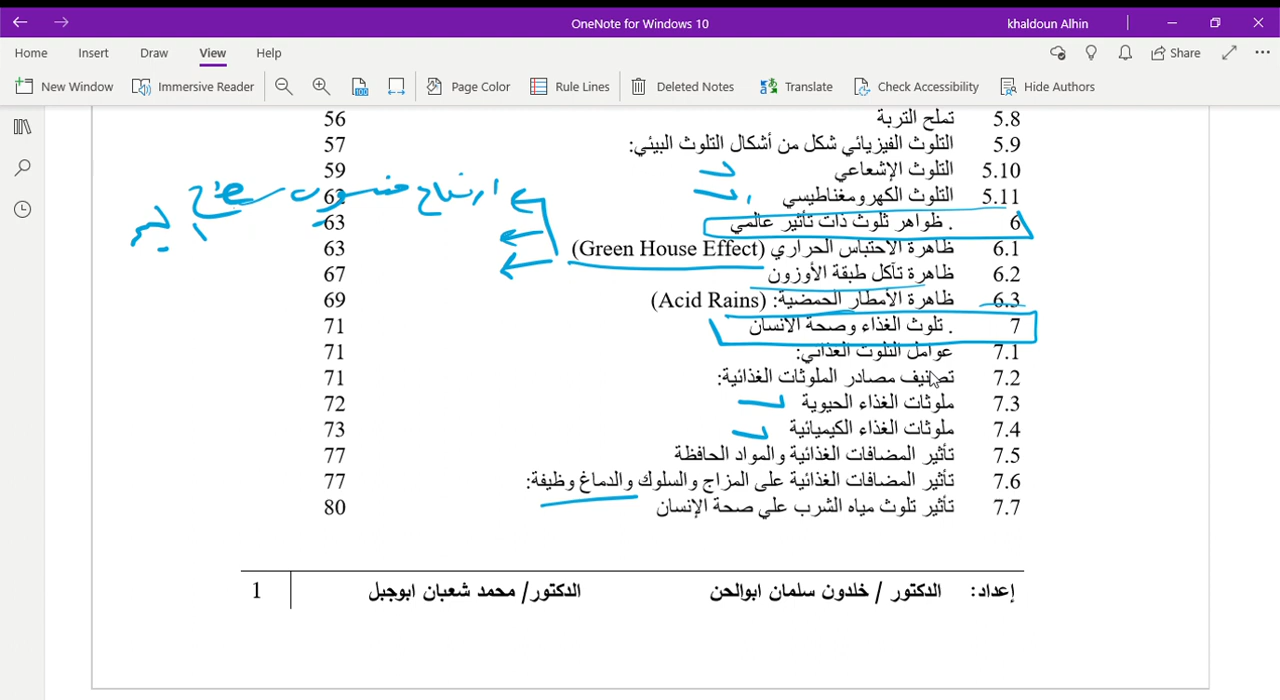 OneNote for Windows 10
khaldoun Alhin
Home Insert Draw View Help
Share
New Window Immersive Reader Page Color Rule Lines Deleted Notes Translate Check Accessibility Hide Authors
5.8 تملح التربة 56
5.9 التلوث الفيزيائي شكل من أشكال التلوث البيئي: 57
5.10 التلوث الإشعاعي 59
5.11 التلوث الكهرومغناطيسي 62
ارتفاع منسوب سطح البحر
6 . ظواهر تلوث ذات تأثير عالمي 63
6.1 ظاهرة الاحتباس الحراري (Green House Effect) 63
6.2 ظاهرة تآكل طبقة الأوزون 67
6.3 ظاهرة الأمطار الحمضية: (Acid Rains) 69
7 . تلوث الغذاء وصحة الانسان 71
7.1 عوامل التلوث الغذائي: 71
7.2 تصنيف مصادر الملوثات الغذائية: 71
7.3 ملوثات الغذاء الحيوية 72
7.4 ملوثات الغذاء الكيميائية 73
7.5 تأثير المضافات الغذائية والمواد الحافظة 77
7.6 تأثير المضافات الغذائية على المزاج والسلوك والدماغ وظيفة: 77
7.7 تأثير تلوث مياه الشرب علي صحة الإنسان 80
إعداد: الدكتور / خلدون سلمان ابوالحن الدكتور/ محمد شعبان ابوجبل 1